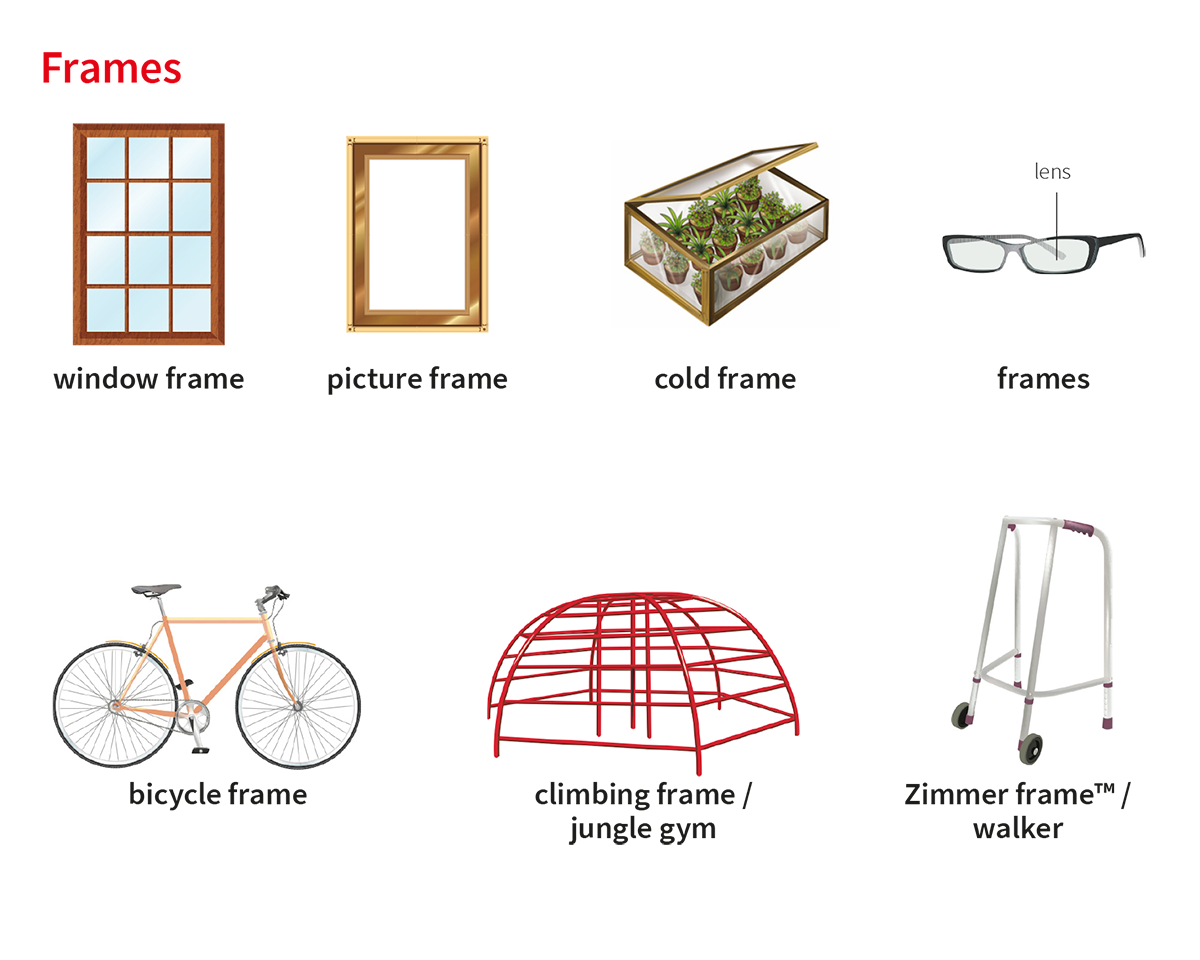 Frames
lens
window frame
picture frame
cold frame
frames
bicycle frame
climbing frame /
jungle gym
Zimmer frame™ /
walker